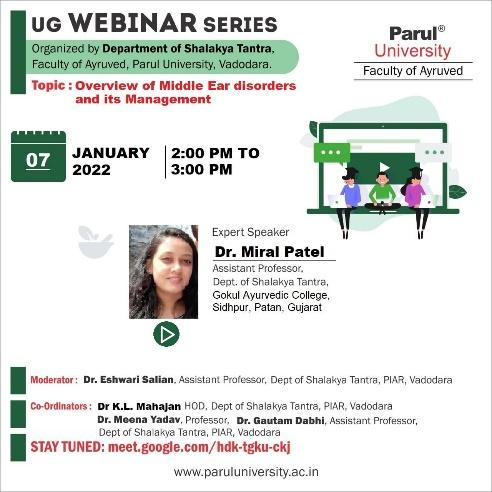 UG WEBINAR SERIES
Organized by Department of Shalakya Tantra,
Faculty of Ayruved, Parul University, Vadodara.
Topic : Overview of Middle Ear disorders
and its Management
Parul®
University
Faculty of Ayruved
07
JANUARY
2022
2:00 PM TO
3:00 PM
Expert Speaker
Dr. Miral Patel
Assistant Professor,
Dept. of Shalakya Tantra,
Gokul Ayurvedic College,
Sidhpur, Patan, Gujarat
Moderator : Dr. Eshwari Salian, Assistant Professor, Dept of Shalakya Tantra, PIAR, Vadodara
Co-Ordinators : Dr K.L. Mahajan HOD, Dept of Shalakya Tantra, PIAR, Vadodara
Dr. Meena Yadav, Professor, Dr. Gautam Dabhi, Assistant Professor,
Dept of Shalakya Tantra, PIAR, Vadodara
STAY TUNED: meet.google.com/hdk-tgku-ckj
www.paruluniversity.ac.in